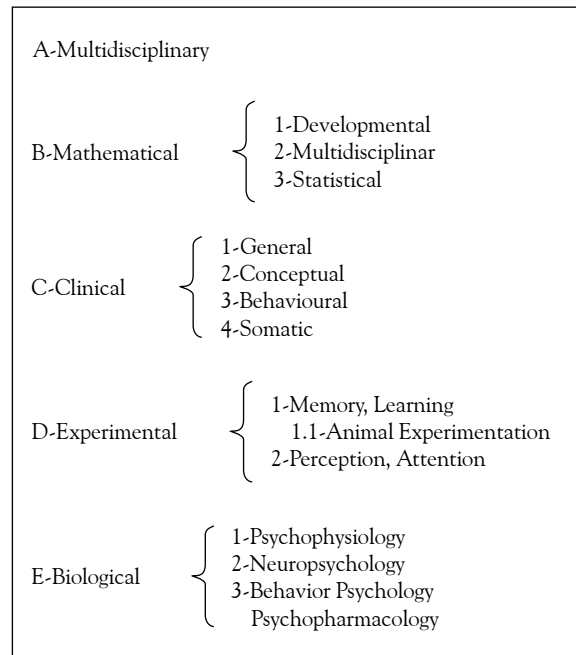 A-Multidisciplinary
B-Mathematical
1-Developmental
2-Multidisciplinar
3-Statistical
C-Clinical
1-General
2-Conceptual
3-Behavioural
4-Somatic
D-Experimental
1-Memory, Learning
1.1-Animal Experimentation
2-Perception, Attention
E-Biological
1-Psychophysiology
2-Neuropsychology
3-Behavior Psychology
Psychopharmacology